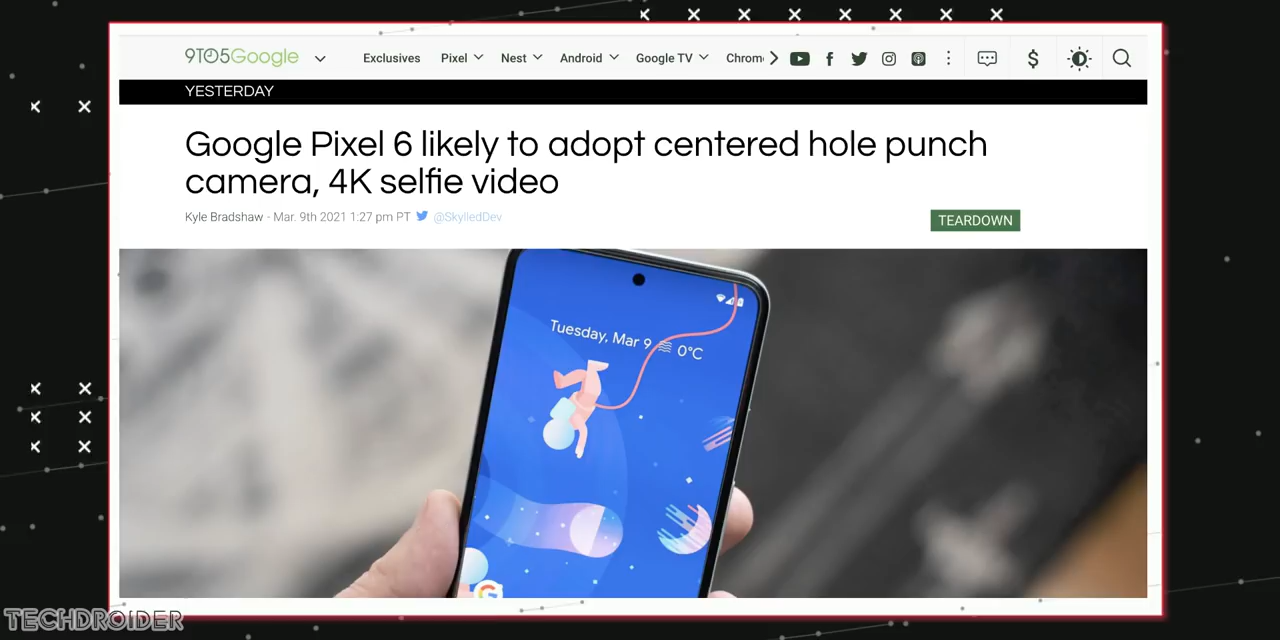 9TO5Google
Exclusives Pixel Nest Android Google TV Chrom
YESTERDAY
Google Pixel 6 likely to adopt centered hole punch
camera, 4K selfie video
Kyle Bradshaw - Mar. 9th 2021 1:27 pm PT @SkylledDev
TEARDOWN
Tuesday, Mar 9 0°C
G
TECHDROIDER